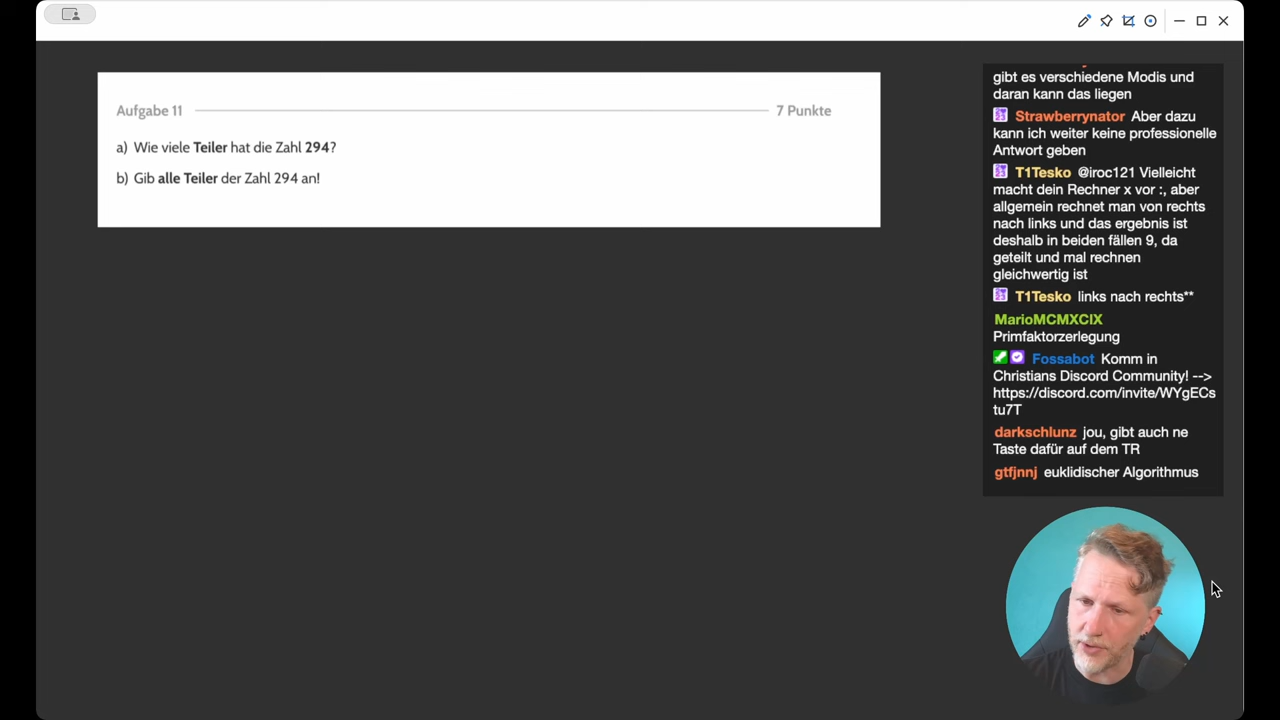 Aufgabe 11 7 Punkte
a) Wie viele Teiler hat die Zahl 294?
b) Gib alle Teiler der Zahl 294 an!
gibt es verschiedene Modis und
daran kann das liegen
Strawberrynator Aber dazu
kann ich weiter keine professionelle
Antwort geben
T1Tesko @iroc121 Vielleicht
macht dein Rechner x vor :, aber
allgemein rechnet man von rechts
nach links und das ergebnis ist
deshalb in beiden fällen 9, da
geteilt und mal rechnen
gleichwertig ist
T1Tesko links nach rechts**
MarioMCMXCIX
Primfaktorzerlegung
Fossabot Komm in
Christians Discord Community! -->
https://discord.com/invite/WYgECs
tu7T
darkschlunz jou, gibt auch ne
Taste dafür auf dem TR
gtfjnnj euklidischer Algorithmus